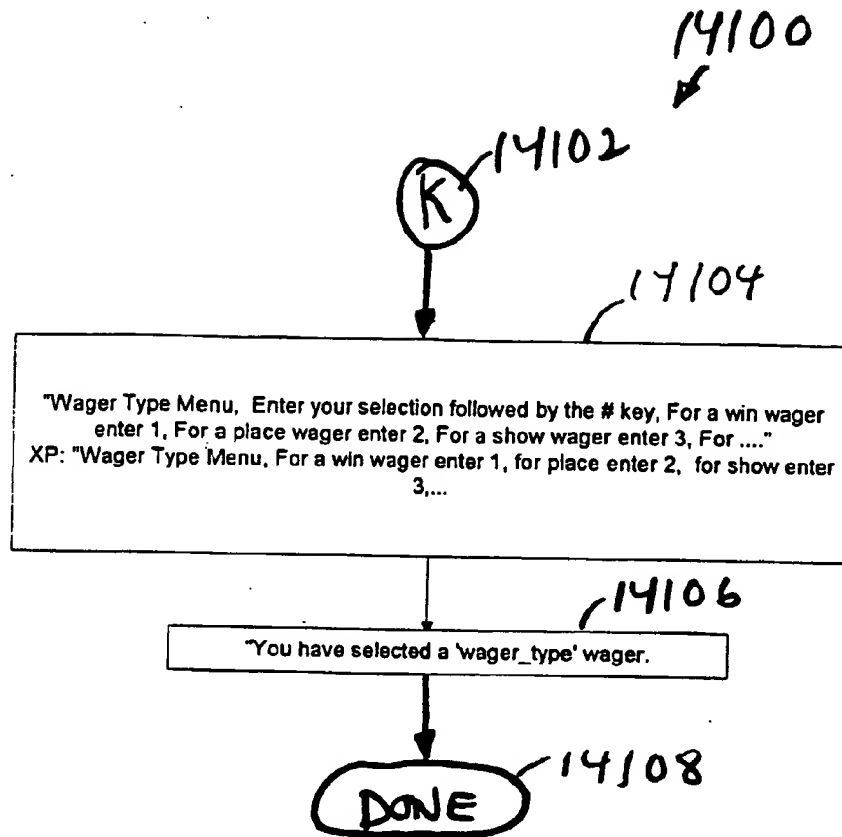 14100
14102
K
14104
"Wager Type Menu, Enter your selection followed by the # key, For a win wager
enter 1, For a place wager enter 2, For a show wager enter 3, For ...."
XP: "Wager Type Menu, For a win wager enter 1, for place enter 2, for show enter
3,...
14106
"You have selected a 'wager_type' wager.
14108
DONE